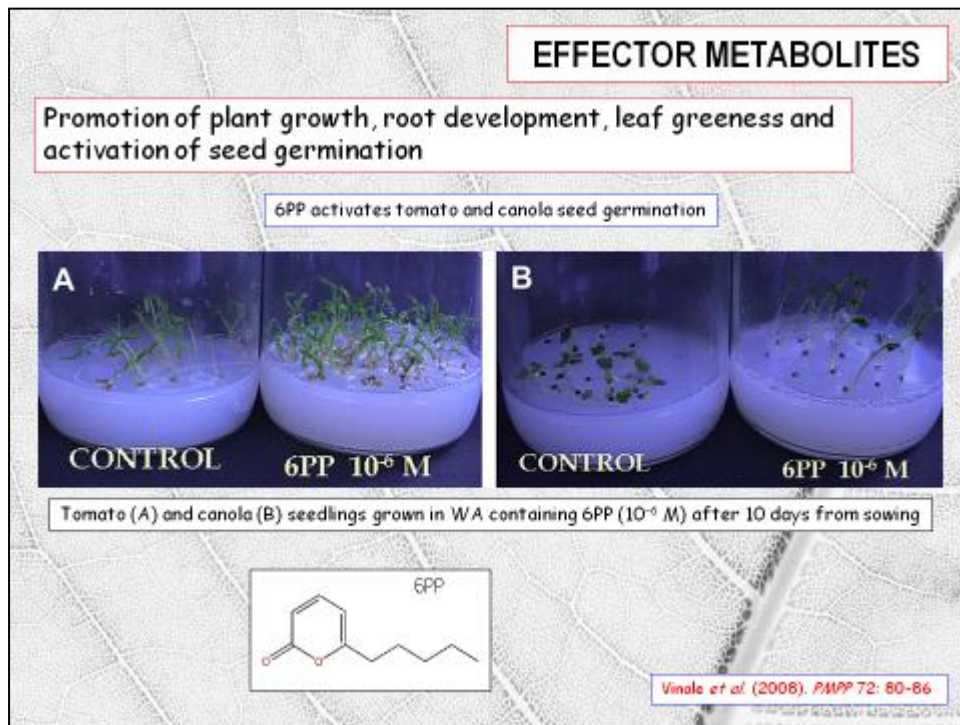 EFFECTOR METABOLITES
Promotion of plant growth, root development, leaf greeness and
activation of seed germination
6PP activates tomato and canola seed germination
A
B
CONTROL
6PP 10⁻⁶ M
CONTROL
6PP 10⁻⁶ M
Tomato (A) and canola (B) seedlings grown in WA containing 6PP (10⁻⁶ M) after 10 days from sowing
6PP
O
O
Vinale et al. (2008). PMPP 72: 80-86